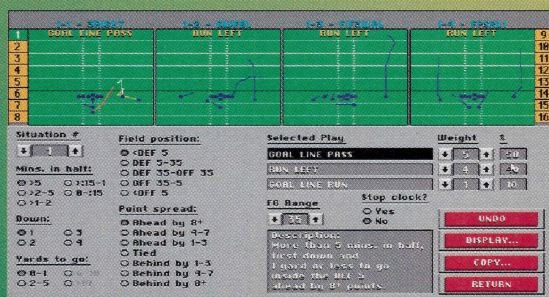 GOAL LINE PASS
RUN LEFT
RUN LEFT
RUN LEFT
1
2
3
4
5
6
7
8
9
10
11
12
13
14
15
16
Situation #
1
Mins. in half:
>5
>:15-1
>2-5
0-:15
>1-2
Down:
1
3
2
4
Yards to go:
0-1
2-5
Field position:
<DEF 5
DEF 5-35
DEF 35-OFF 35
OFF 35-5
<OFF 5
Point spread:
Ahead by 8+
Ahead by 4-7
Ahead by 1-3
Tied
Behind by 1-3
Behind by 4-7
Behind by 8+
Selected Play
Weight
%
GOAL LINE PASS
5
50
RUN LEFT
4
40
GOAL LINE RUN
1
10
FG Range
35
Stop clock?
Yes
No
Description:
More than 5 mins. in half,
first down and
1 yard or less to go
inside the DEF 5
ahead by 8+ points
UNDO
DISPLAY...
COPY...
RETURN